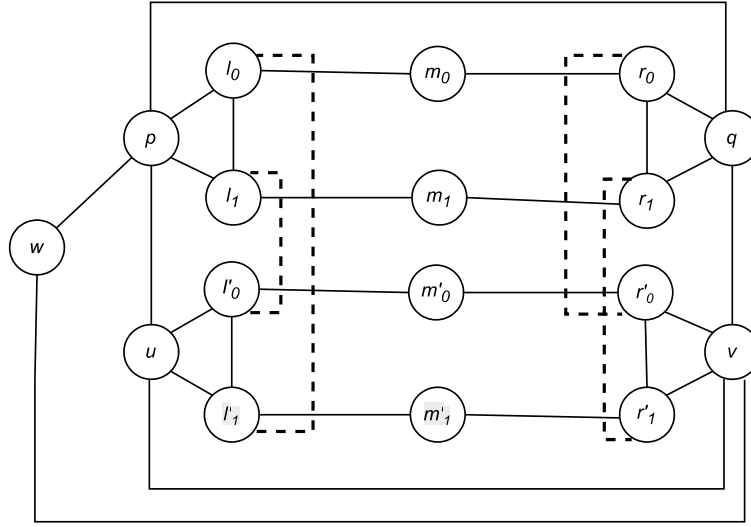 l₀ m₀ r₀
p q
l₁ m₁ r₁
w
l'₀ m'₀ r'₀
u v
l'₁ m'₁ r'₁